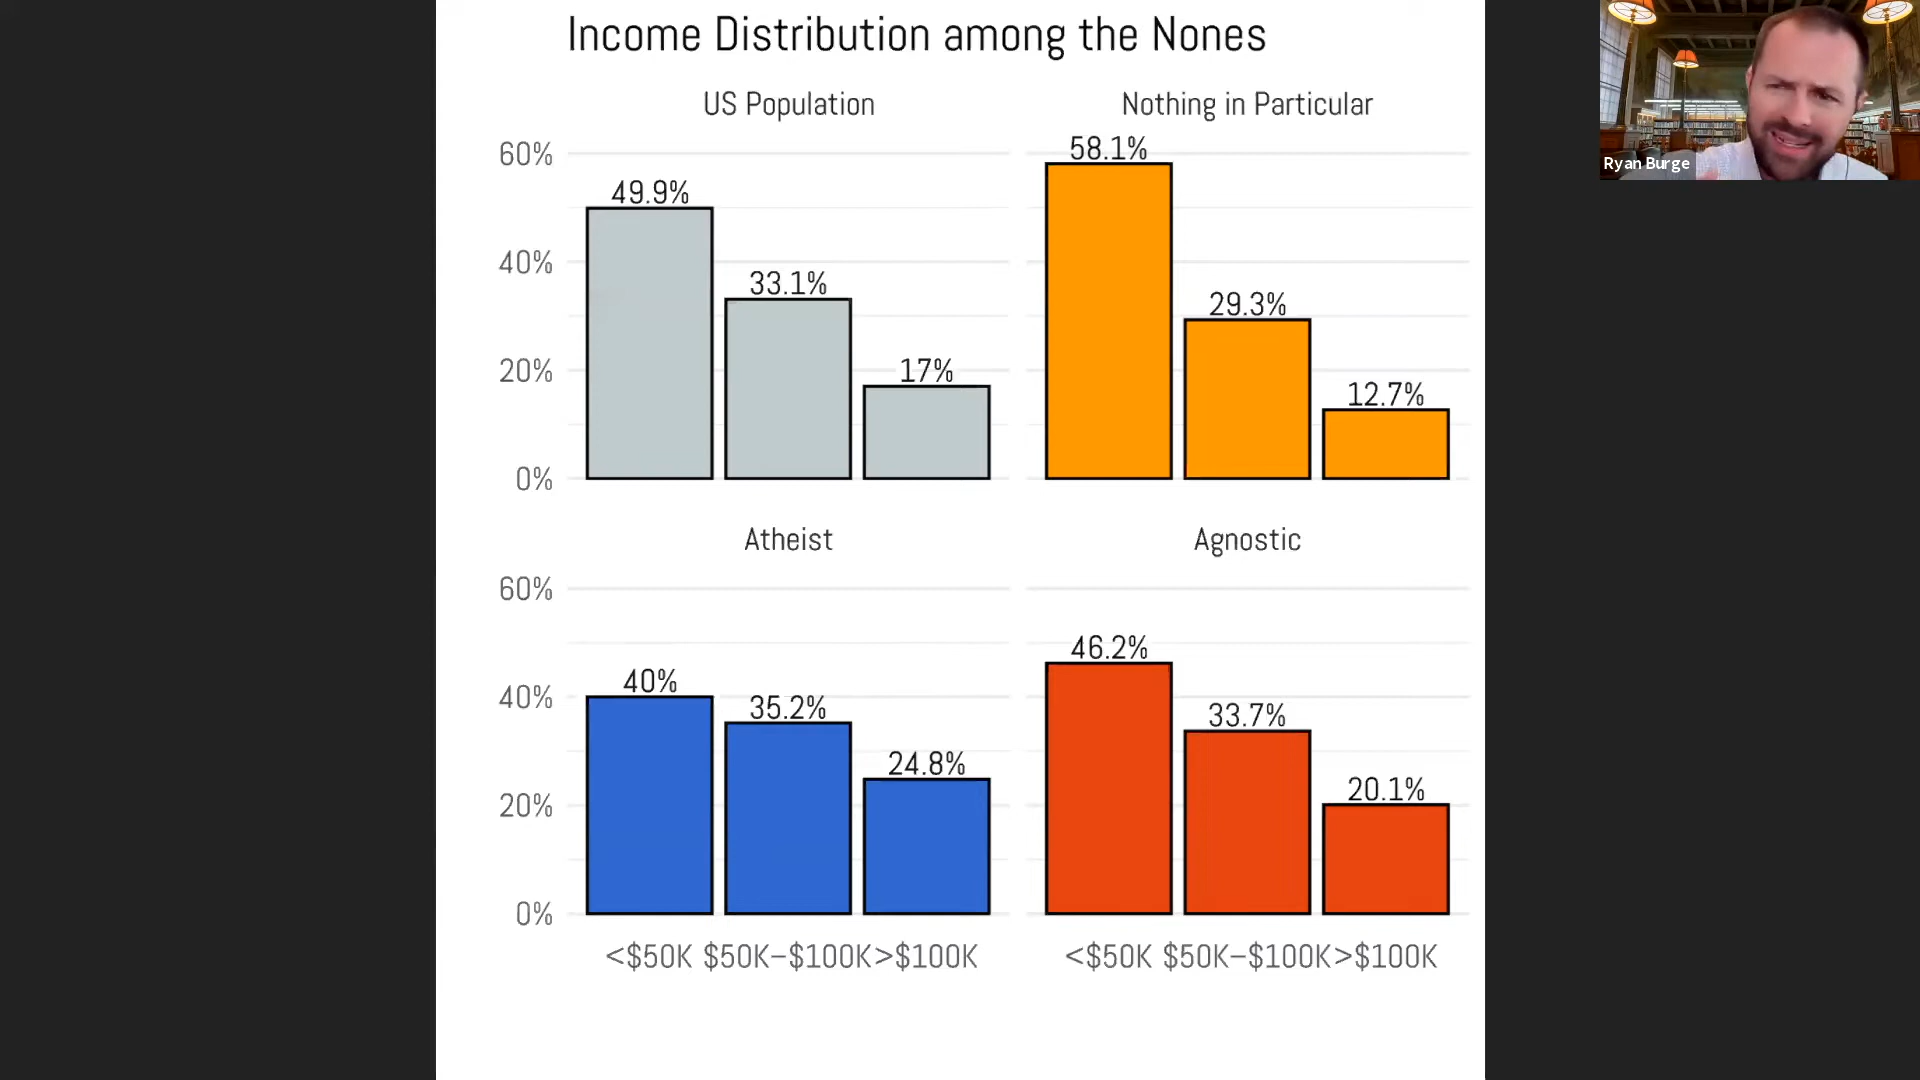 Income Distribution among the Nones
US Population
Nothing in Particular
60%
40%
20%
0%
49.9%
33.1%
17%
58.1%
29.3%
12.7%
Atheist
Agnostic
60%
40%
20%
0%
40%
35.2%
24.8%
46.2%
33.7%
20.1%
<$50K $50K–$100K >$100K
<$50K $50K–$100K >$100K
Ryan Burge